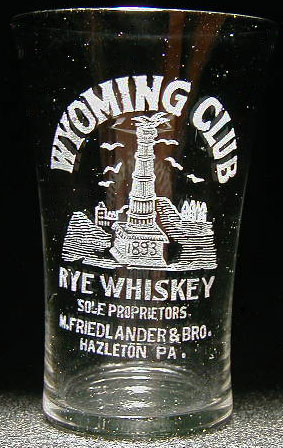 WYOMING CLUB
1893
RYE WHISKEY
SOLE PROPRIETORS.
M. FRIEDLANDER & BRO.
HAZLETON PA.